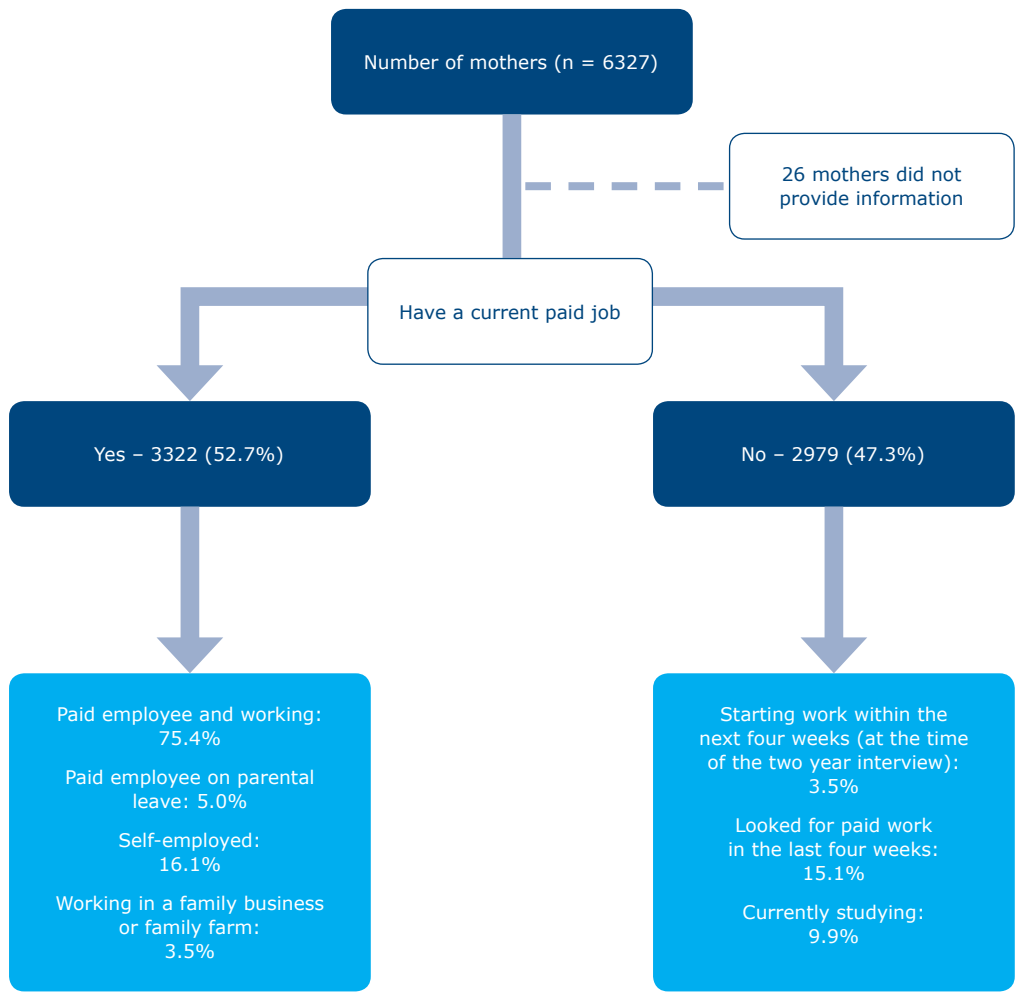 Number of mothers (n = 6327)
26 mothers did not
provide information
Have a current paid job
Yes – 3322 (52.7%)
No – 2979 (47.3%)
Paid employee and working:
75.4%
Paid employee on parental
leave: 5.0%
Self-employed:
16.1%
Working in a family business
or family farm:
3.5%
Starting work within the
next four weeks (at the time
of the two year interview):
3.5%
Looked for paid work
in the last four weeks:
15.1%
Currently studying:
9.9%